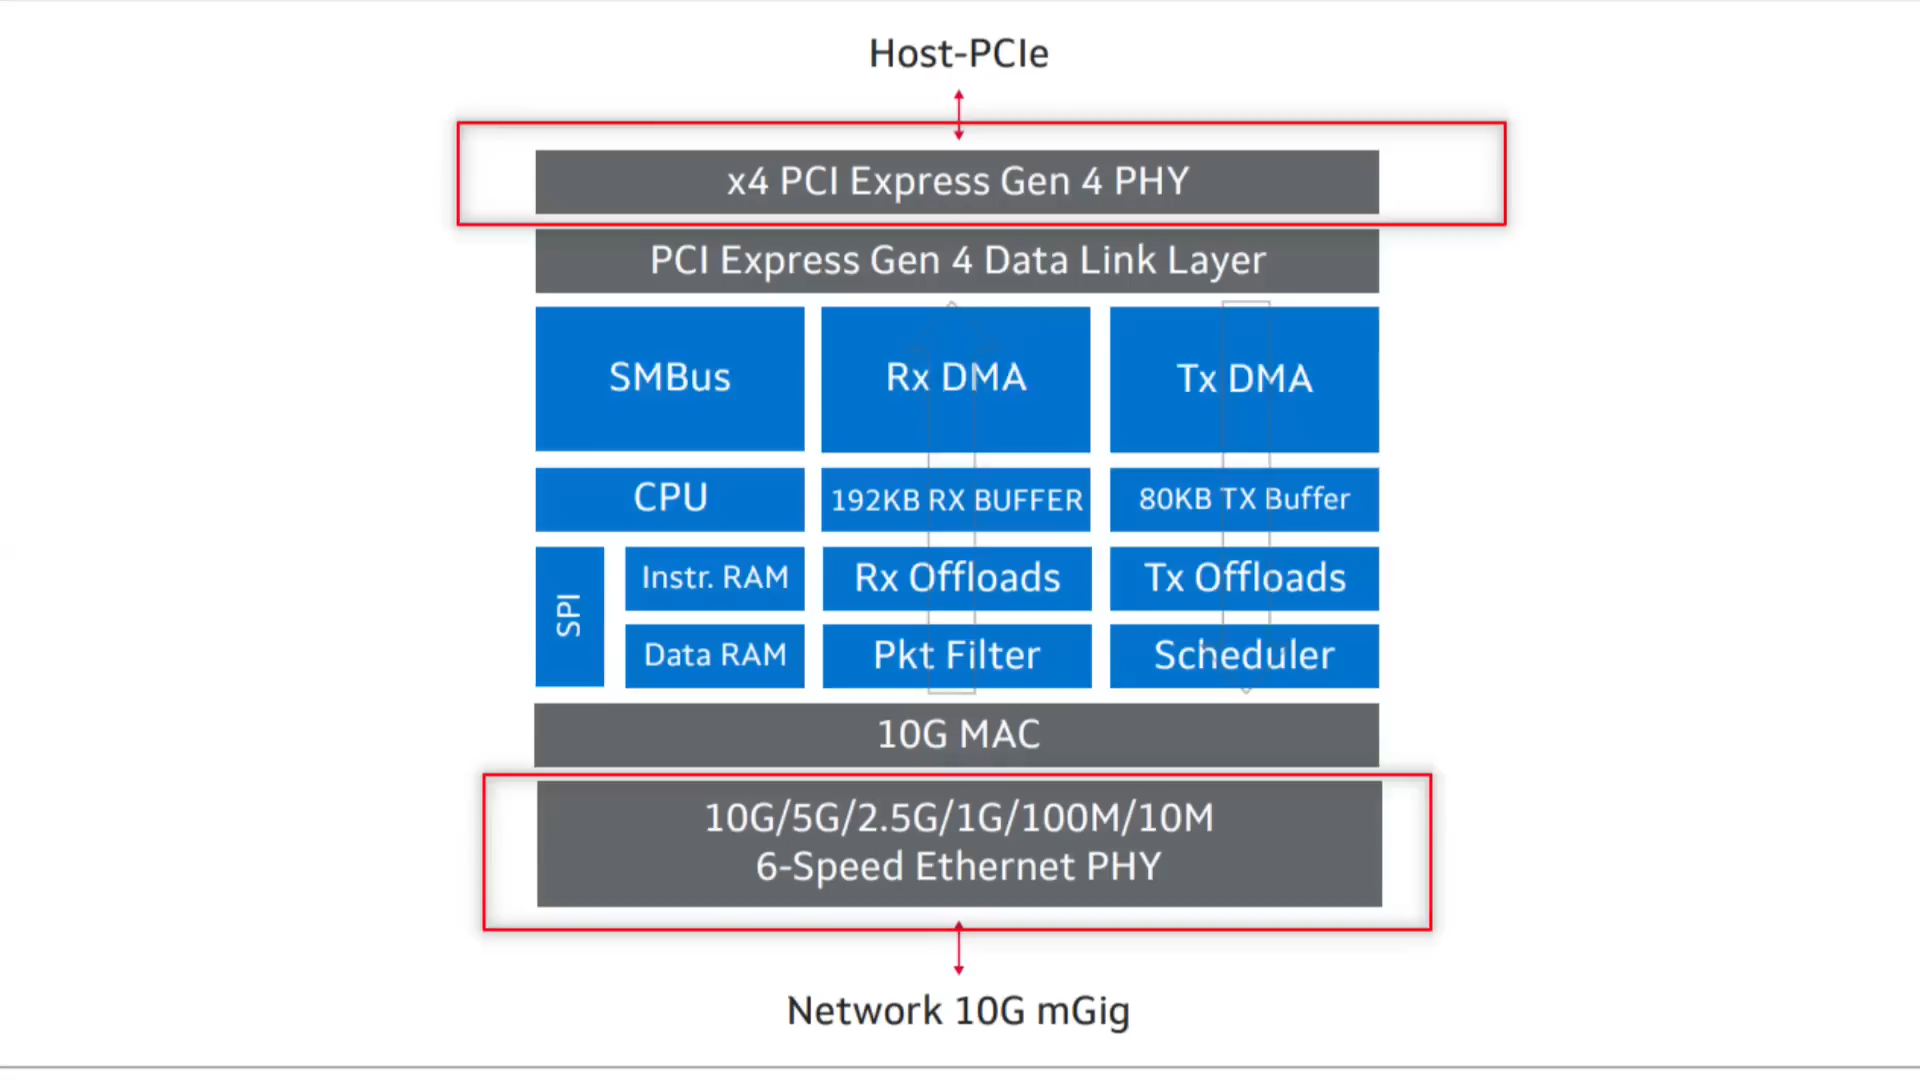 Host-PCIe
x4 PCI Express Gen 4 PHY
PCI Express Gen 4 Data Link Layer
SMBus
Rx DMA
Tx DMA
CPU
192KB RX BUFFER
80KB TX Buffer
SPI
Instr. RAM
Rx Offloads
Tx Offloads
Data RAM
Pkt Filter
Scheduler
10G MAC
10G/5G/2.5G/1G/100M/10M
6-Speed Ethernet PHY
Network 10G mGig